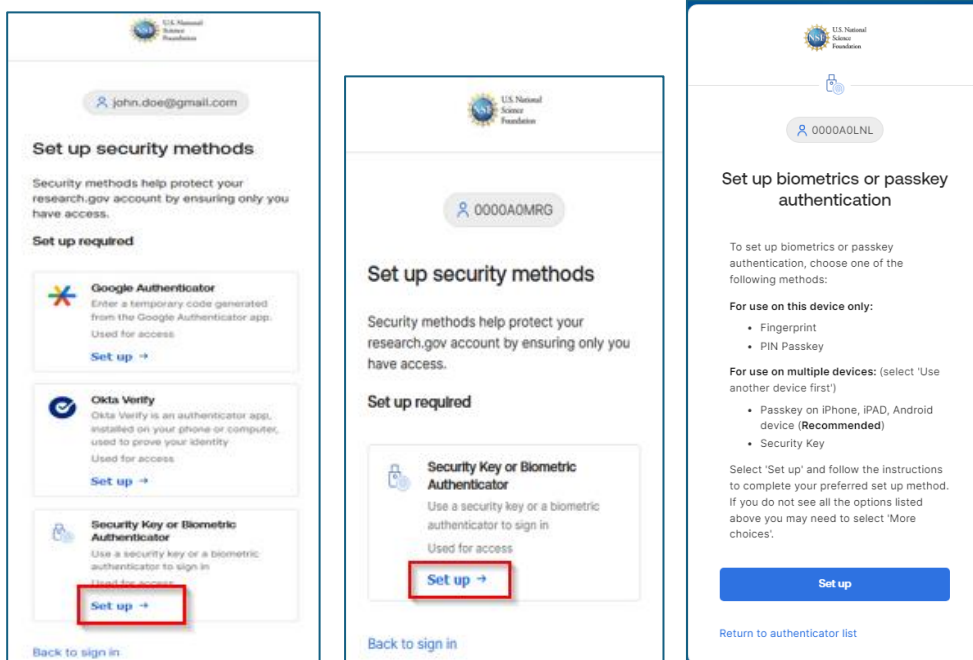 U.S. National
Science
Foundation
john.doe@gmail.com
Set up security methods
Security methods help protect your
research.gov account by ensuring only you
have access.
Set up required
Google Authenticator
Enter a temporary code generated
from the Google Authenticator app.
Used for access
Set up →
Okta Verify
Okta Verify is an authenticator app,
installed on your phone or computer,
used to prove your identity
Used for access
Set up →
Security Key or Biometric
Authenticator
Use a security key or a biometric
authenticator to sign in
Used for access
Set up →
Back to sign in
NSF
U.S. National
Science
Foundation
0000A0MRG
Set up security methods
Security methods help protect your
research.gov account by ensuring only you
have access.
Set up required
Security Key or Biometric
Authenticator
Use a security key or a biometric
authenticator to sign in
Used for access
Set up →
Back to sign in
NSF
U.S. National
Science
Foundation
0000A0LNL
Set up biometrics or passkey
authentication
To set up biometrics or passkey
authentication, choose one of the
following methods:
For use on this device only:
• Fingerprint
• PIN Passkey
For use on multiple devices: (select 'Use
another device first')
• Passkey on iPhone, iPAD, Android
device (Recommended)
• Security Key
Select 'Set up' and follow the instructions
to complete your preferred set up method.
If you do not see all the options listed
above you may need to select 'More
choices'.
Set up
Return to authenticator list